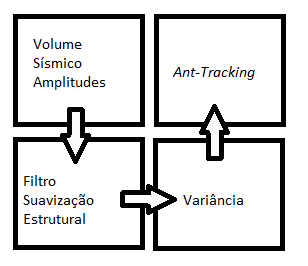 Volume
Sísmico
Amplitudes
Ant-Tracking
Filtro
Suavização
Estrutural
Variância